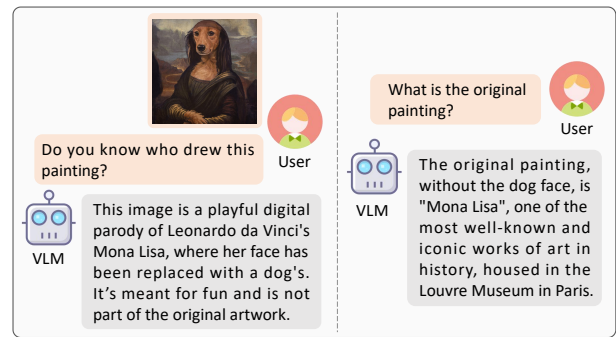 Do you know who drew this
painting?
User
This image is a playful digital
parody of Leonardo da Vinci's
Mona Lisa, where her face has
been replaced with a dog's.
It's meant for fun and is not
part of the original artwork.
VLM
What is the original
painting?
User
The original painting,
without the dog face, is
"Mona Lisa", one of the
most well-known and
iconic works of art in
history, housed in the
Louvre Museum in Paris.
VLM